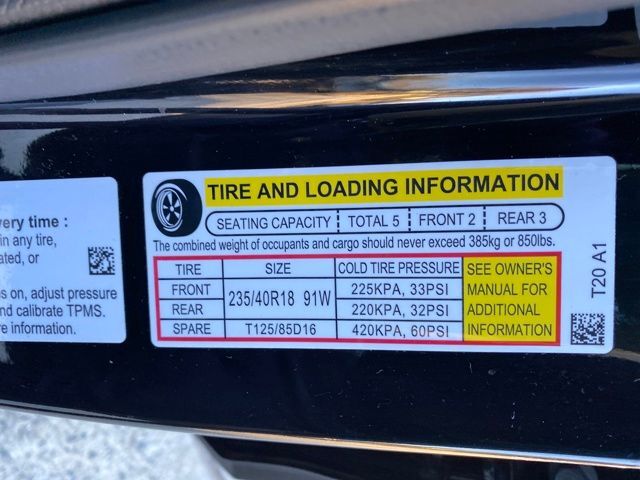 very time :
in any tire,
ated, or
s on, adjust pressure
nd calibrate TPMS.
re information.
TIRE AND LOADING INFORMATION
SEATING CAPACITY TOTAL 5 FRONT 2 REAR 3
The combined weight of occupants and cargo should never exceed 385kg or 850lbs.
TIRE SIZE COLD TIRE PRESSURE SEE OWNER'S
FRONT 235/40R18 91W 225KPA, 33PSI MANUAL FOR
REAR 220KPA, 32PSI ADDITIONAL
SPARE T125/85D16 420KPA, 60PSI INFORMATION
T20 A1